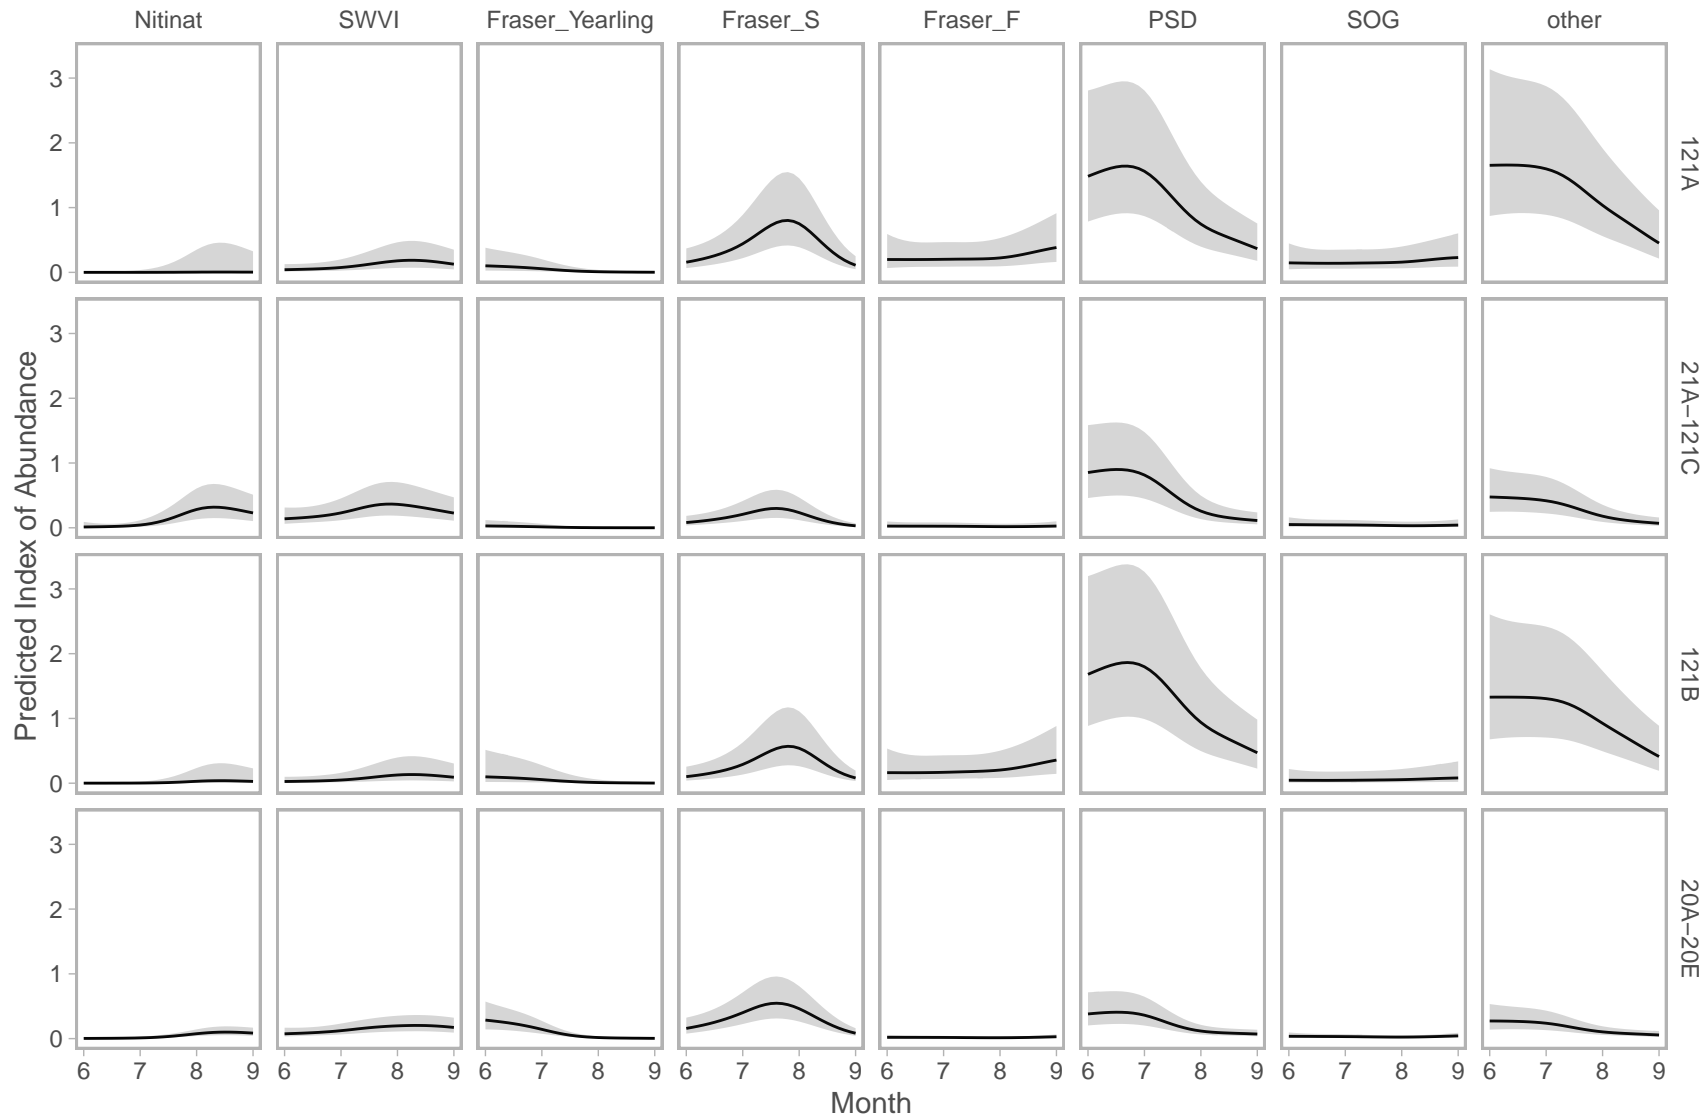 Nitinat SWVI Fraser_Yearling Fraser_S Fraser_F PSD SOG other
Predicted Index of Abundance
3
2
1
0
121A
3
2
1
0
21A−121C
3
2
1
0
121B
3
2
1
0
20A−20E
6 7 8 9 6 7 8 9 6 7 8 9 6 7 8 9 6 7 8 9 6 7 8 9 6 7 8 9 6 7 8 9
Month